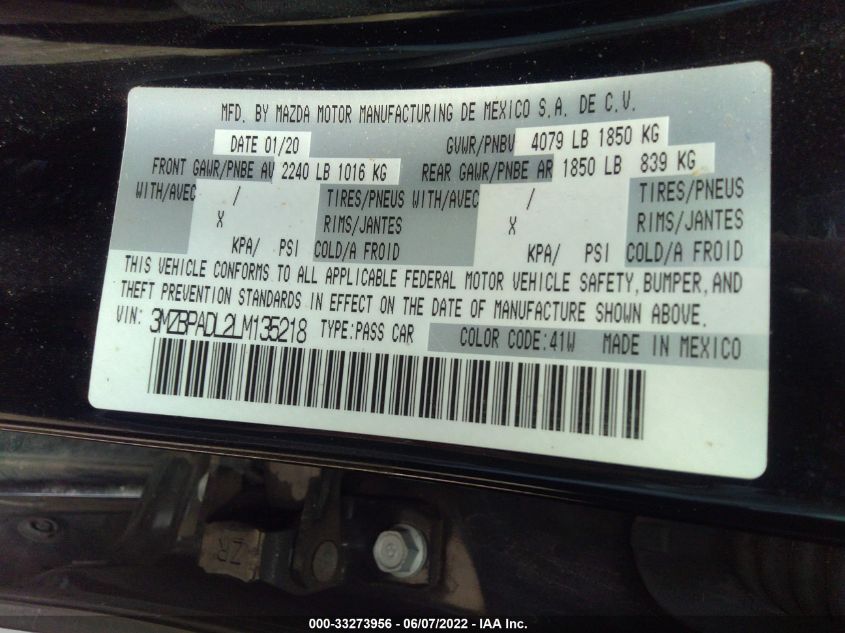 MFD. BY MAZDA MOTOR MANUFACTURING DE MEXICO S.A. DE C.V.
DATE 01/20 GVWR/PNBV 4079 LB 1850 KG
FRONT GAWR/PNBE AV 2240 LB 1016 KG REAR GAWR/PNBE AR 1850 LB 839 KG
WITH/AVEC / TIRES/PNEUS WITH/AVEC / TIRES/PNEUS
X RIMS/JANTES X RIMS/JANTES
KPA/ PSI COLD/A FROID KPA/ PSI COLD/A FROID
THIS VEHICLE CONFORMS TO ALL APPLICABLE FEDERAL MOTOR VEHICLE SAFETY, BUMPER, AND
THEFT PREVENTION STANDARDS IN EFFECT ON THE DATE OF MANUFACTURE SHOWN ABOVE.
VIN: 3MZBPADL2LM135218 TYPE:PASS CAR COLOR CODE:41W MADE IN MEXICO
ZR
000-33273956 - 06/07/2022 - IAA Inc.